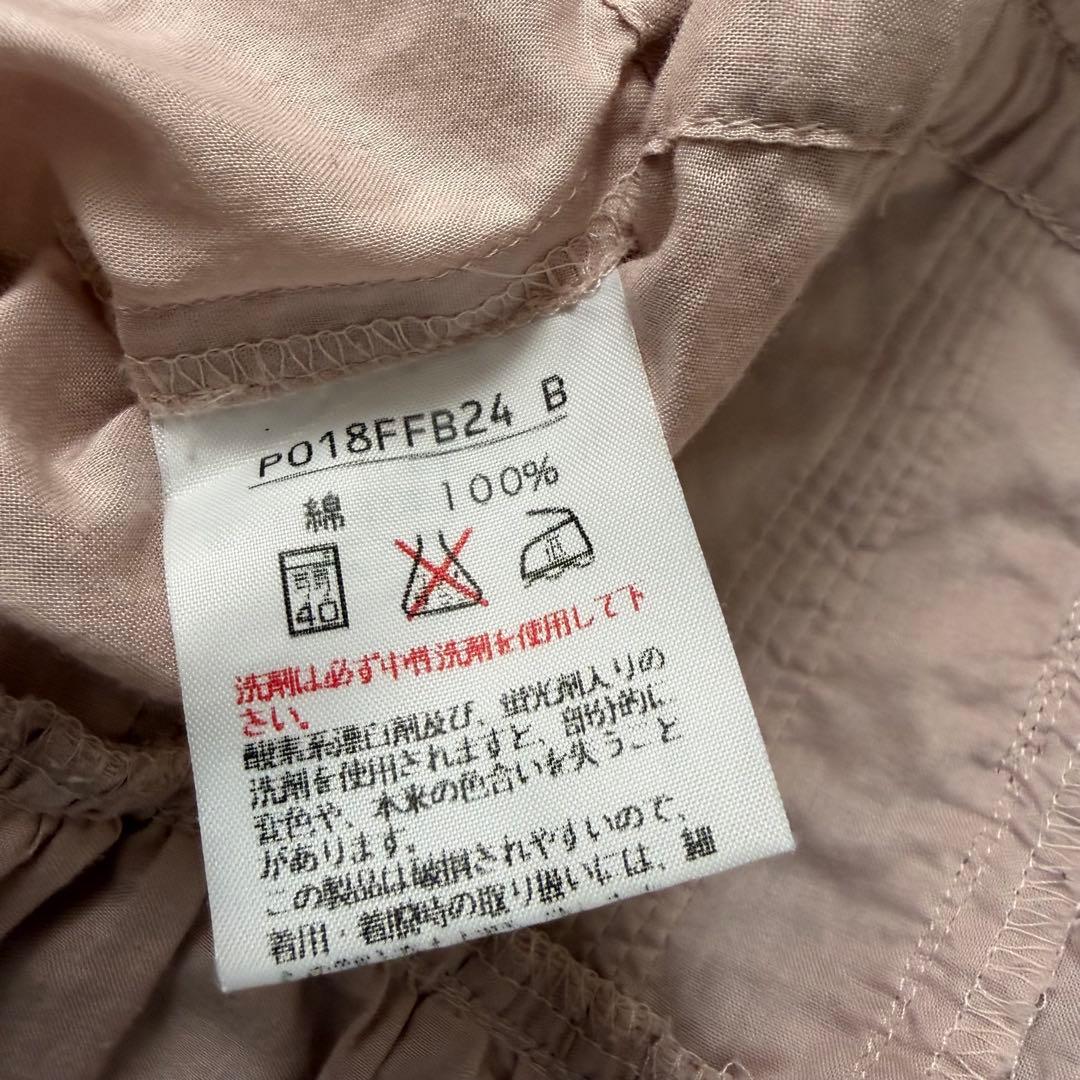 P018FFB24 B
綿 100%
弱
40
洗剤は必ず中性洗剤を使用して下
さい。
酸素系漂白剤及び、蛍光剤入りの
洗剤を使用されますと、部分的に
変色や、本来の色合いを失うこと
があります。
この製品は破損されやすいので、
着用・着脱時の取り扱いには、細